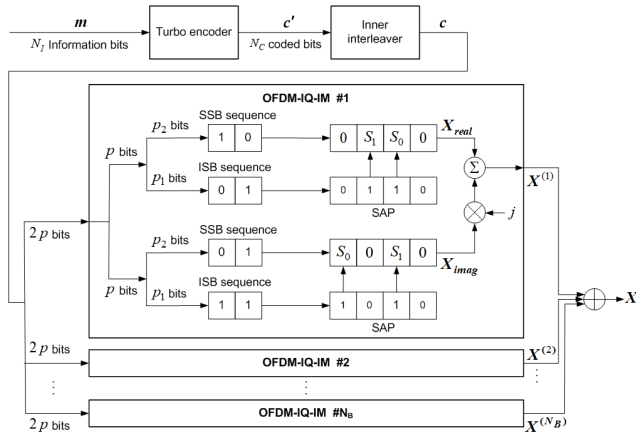 m
c′
c
Turbo encoder
Inner
interleaver
N_I Information bits
N_C coded bits
OFDM-IQ-IM #1
SSB sequence
p_2 bits
1 0
0 S_1 S_0 0
X_real
p bits
ISB sequence
p_1 bits
0 1
0 1 1 0
SAP
Σ
X^(1)
2 p bits
j
SSB sequence
p_2 bits
0 1
S_0 0 S_1 0
X_imag
p bits
ISB sequence
p_1 bits
1 1
1 0 1 0
SAP
X
2 p bits
OFDM-IQ-IM #2
X^(2)
2 p bits
OFDM-IQ-IM #N_B
X^(N_B)